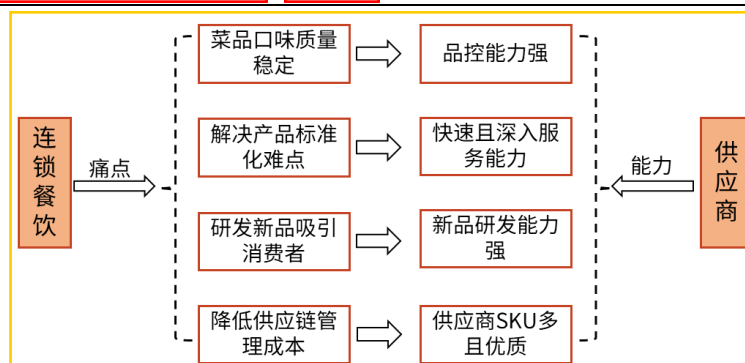 菜品口味质量
稳定
品控能力强
解决产品标准
化难点
快速且深入服
务能力
连
锁
餐
饮
痛点
能力
供
应
商
研发新品吸引
消费者
新品研发能力
强
降低供应链管
理成本
供应商SKU多
且优质